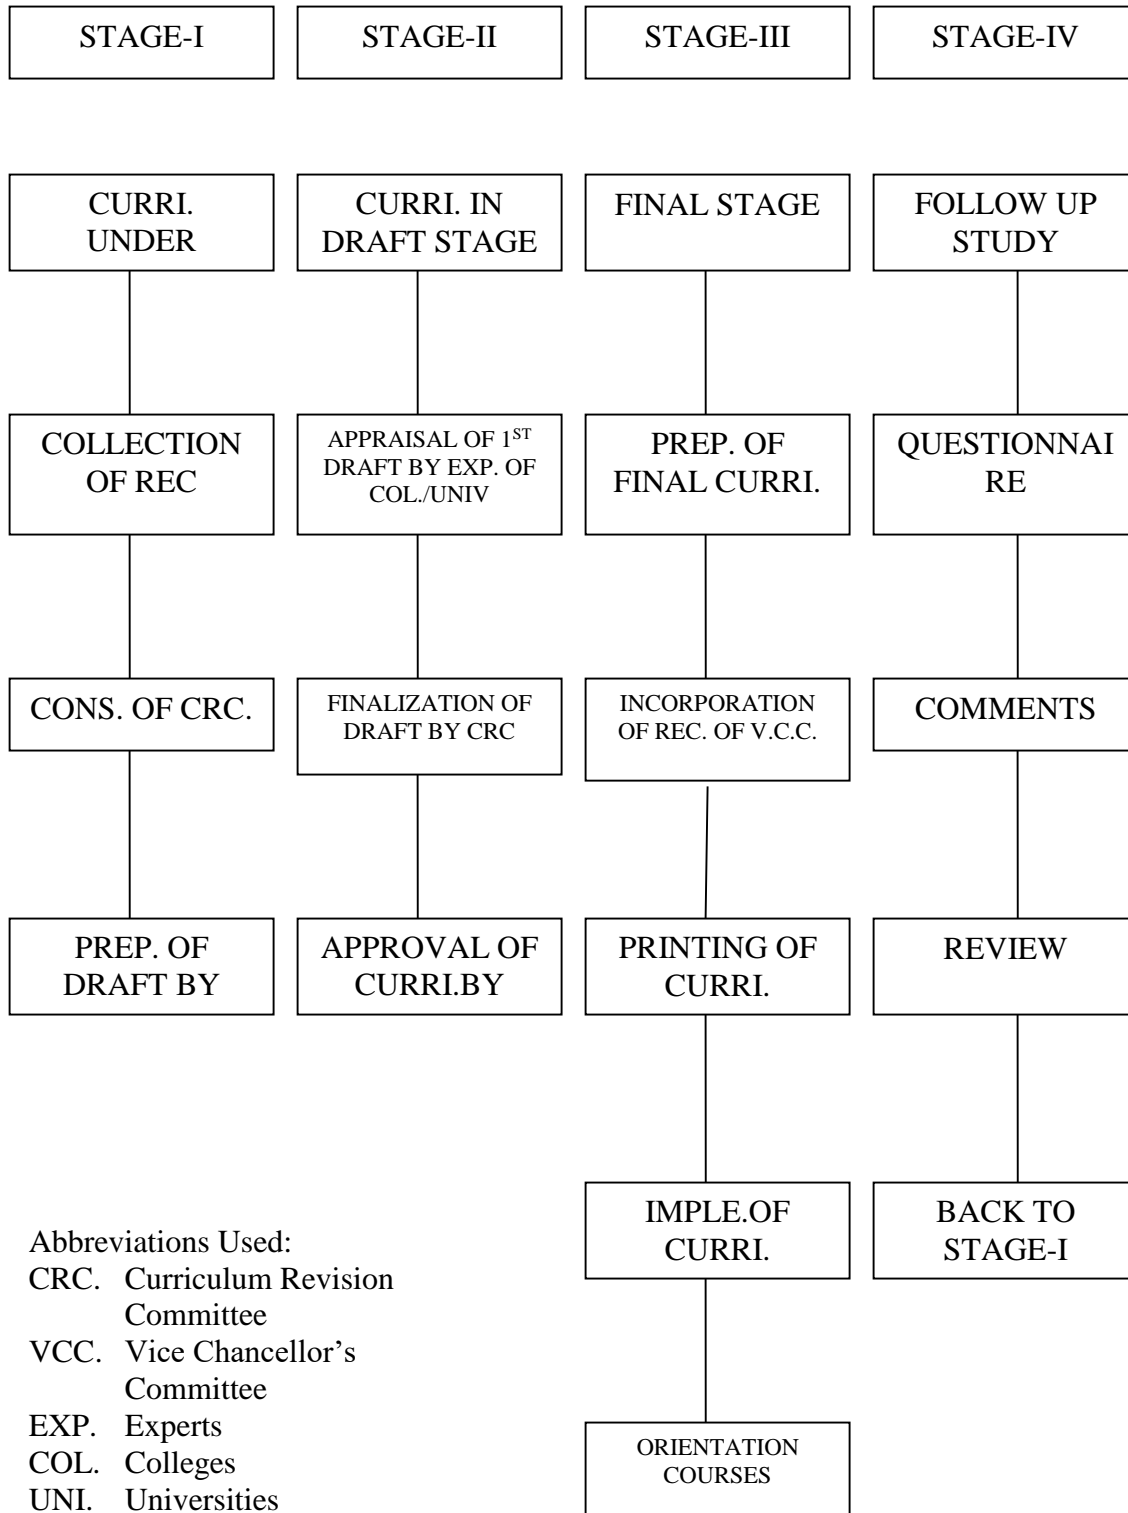 STAGE-I
STAGE-II
STAGE-III
STAGE-IV
CURRI.
UNDER
CURRI. IN
DRAFT STAGE
FINAL STAGE
FOLLOW UP
STUDY
COLLECTION
OF REC
APPRAISAL OF 1ST
DRAFT BY EXP. OF
COL./UNIV
PREP. OF
FINAL CURRI.
QUESTIONNAI
RE
CONS. OF CRC.
FINALIZATION OF
DRAFT BY CRC
INCORPORATION
OF REC. OF V.C.C.
COMMENTS
PREP. OF
DRAFT BY
APPROVAL OF
CURRI.BY
PRINTING OF
CURRI.
REVIEW
IMPLE.OF
CURRI.
BACK TO
STAGE-I
Abbreviations Used:
CRC. Curriculum Revision
Committee
VCC. Vice Chancellor’s
Committee
EXP. Experts
COL. Colleges
UNI. Universities
ORIENTATION
COURSES